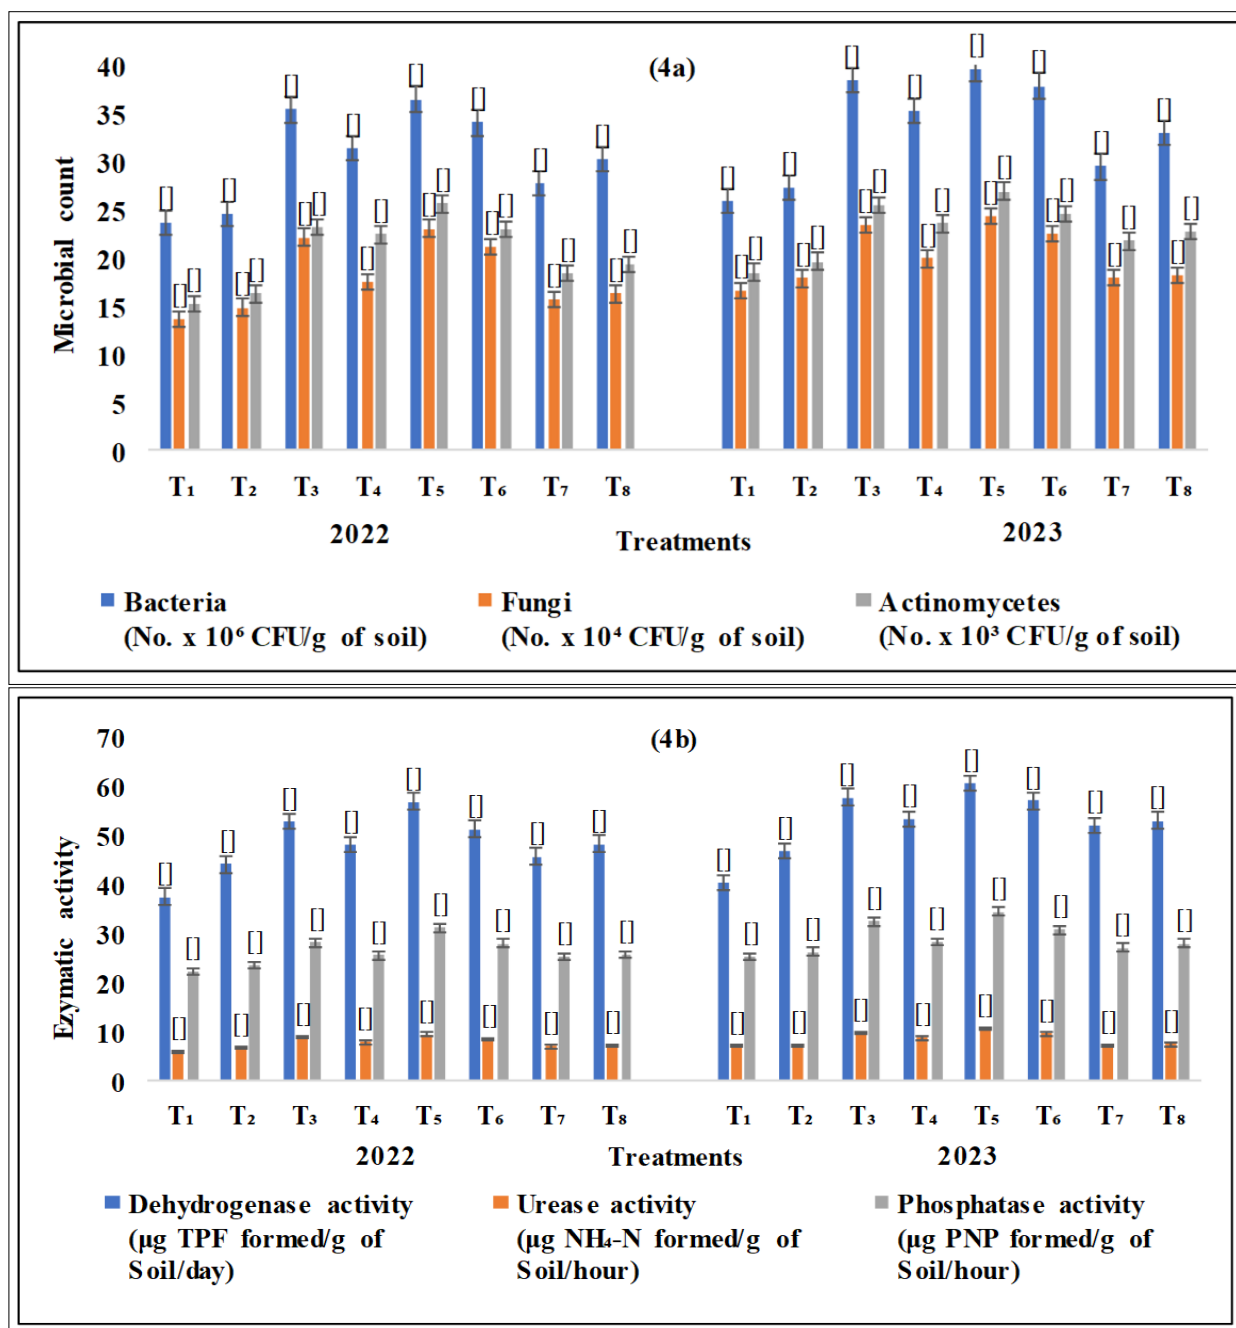 (4a)
40
35
30
25
20
15
10
5
0
Microbial count
[] [] [] [] [] [] [] [] [] [] [] [] [] [] [] [] [] [] [] [] [] [] [] []
[] [] [] [] [] [] [] [] [] [] [] [] [] [] [] [] [] [] [] [] [] [] [] []
T₁ T₂ T₃ T₄ T₅ T₆ T₇ T₈ T₁ T₂ T₃ T₄ T₅ T₆ T₇ T₈
2022 Treatments 2023
Bacteria
(No. x 10⁶ CFU/g of soil)
Fungi
(No. x 10⁴ CFU/g of soil)
Actinomycetes
(No. x 10³ CFU/g of soil)
(4b)
70
60
50
40
30
20
10
0
Ezymatic activity
[] [] [] [] [] [] [] [] [] [] [] [] [] [] [] [] [] [] [] [] [] [] [] []
[] [] [] [] [] [] [] [] [] [] [] [] [] [] [] [] [] [] [] [] [] [] [] []
T₁ T₂ T₃ T₄ T₅ T₆ T₇ T₈ T₁ T₂ T₃ T₄ T₅ T₆ T₇ T₈
2022 Treatments 2023
Dehydrogenase activity
(µg TPF formed/g of
Soil/day)
Urease activity
(µg NH₄-N formed/g of
Soil/hour)
Phosphatase activity
(µg PNP formed/g of
Soil/hour)